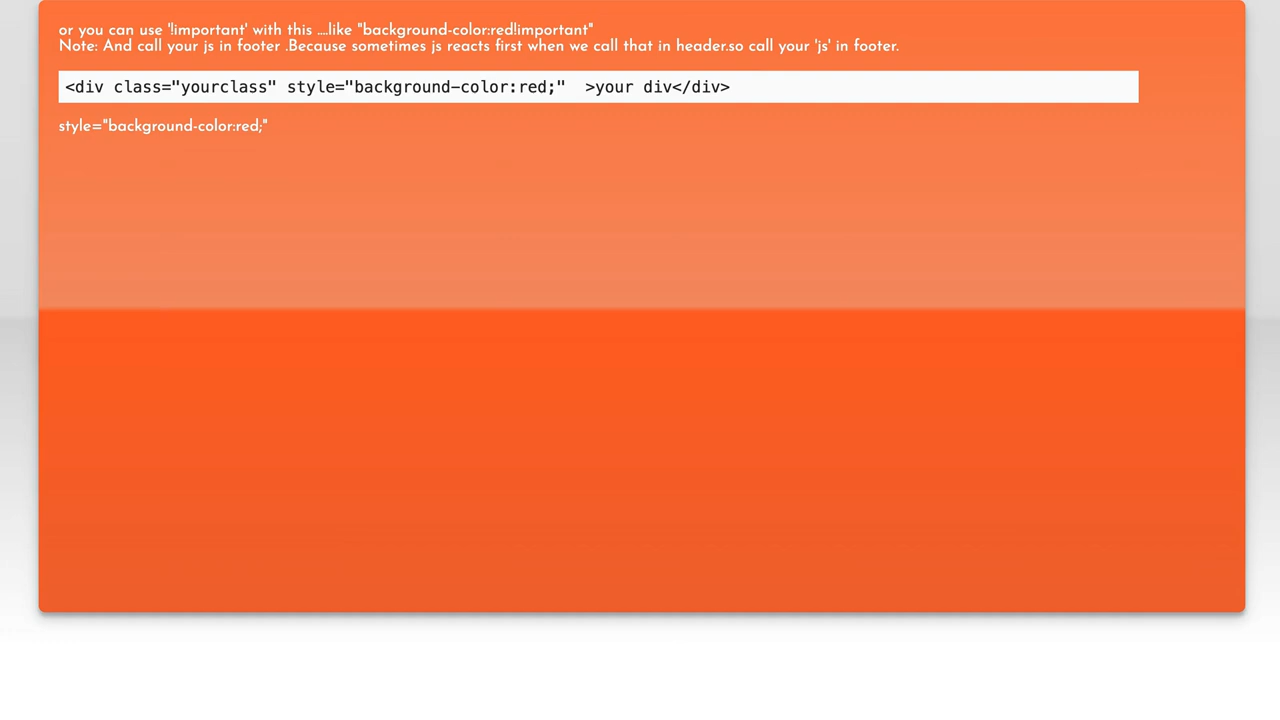 or you can use '!important' with this ....like "background-color:red!important"
Note: And call your js in footer .Because sometimes js reacts first when we call that in header.so call your 'js' in footer.
<div class="yourclass" style="background-color:red;"  >your div</div>
style="background-color:red;"